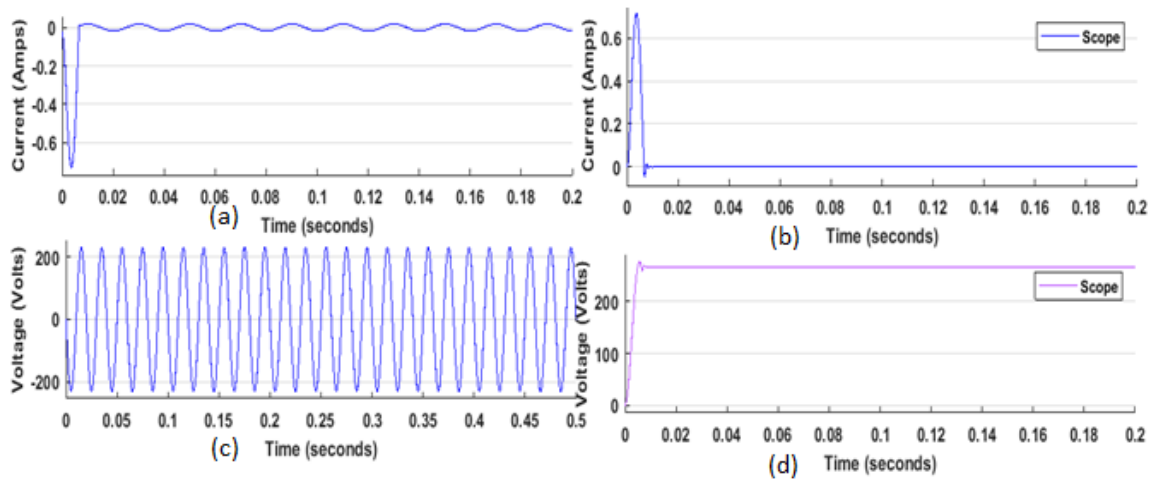 Current (Amps)
0
-0.2
-0.4
-0.6
0 0.02 0.04 0.06 0.08 0.1 0.12 0.14 0.16 0.18 0.2
(a)
Time (seconds)
Current (Amps)
0.6
0.4
0.2
0
Scope
0 0.02 0.04 0.06 0.08 0.1 0.12 0.14 0.16 0.18 0.2
(b)
Time (seconds)
Voltage (Volts)
200
0
-200
0 0.05 0.1 0.15 0.2 0.25 0.3 0.35 0.4 0.45 0.5
(c)
Time (seconds)
Voltage (Volts)
200
100
0
Scope
0 0.02 0.04 0.06 0.08 0.1 0.12 0.14 0.16 0.18 0.2
(d)
Time (seconds)